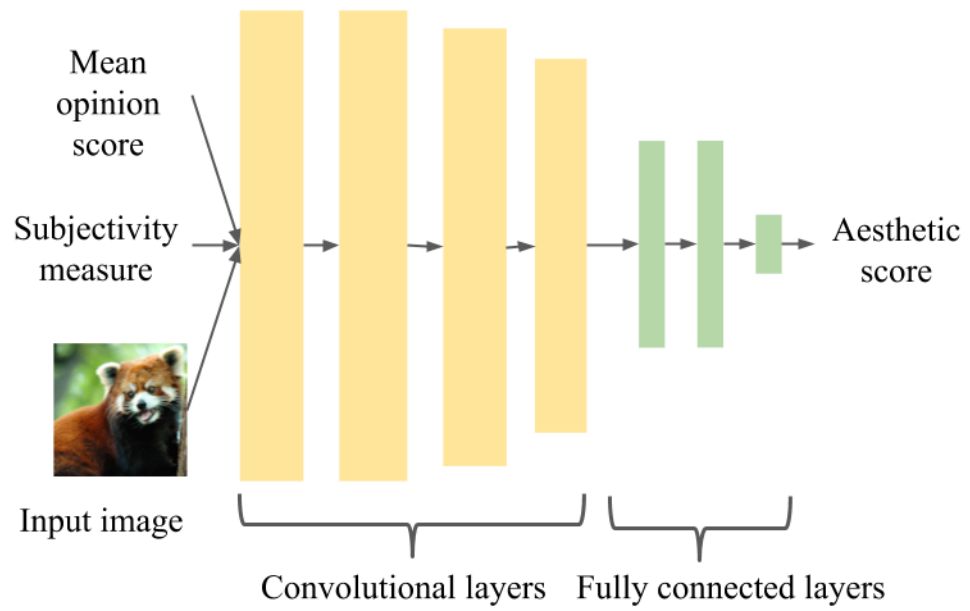 Mean
opinion
score
Subjectivity
measure
Input image
Aesthetic
score
Convolutional layers
Fully connected layers